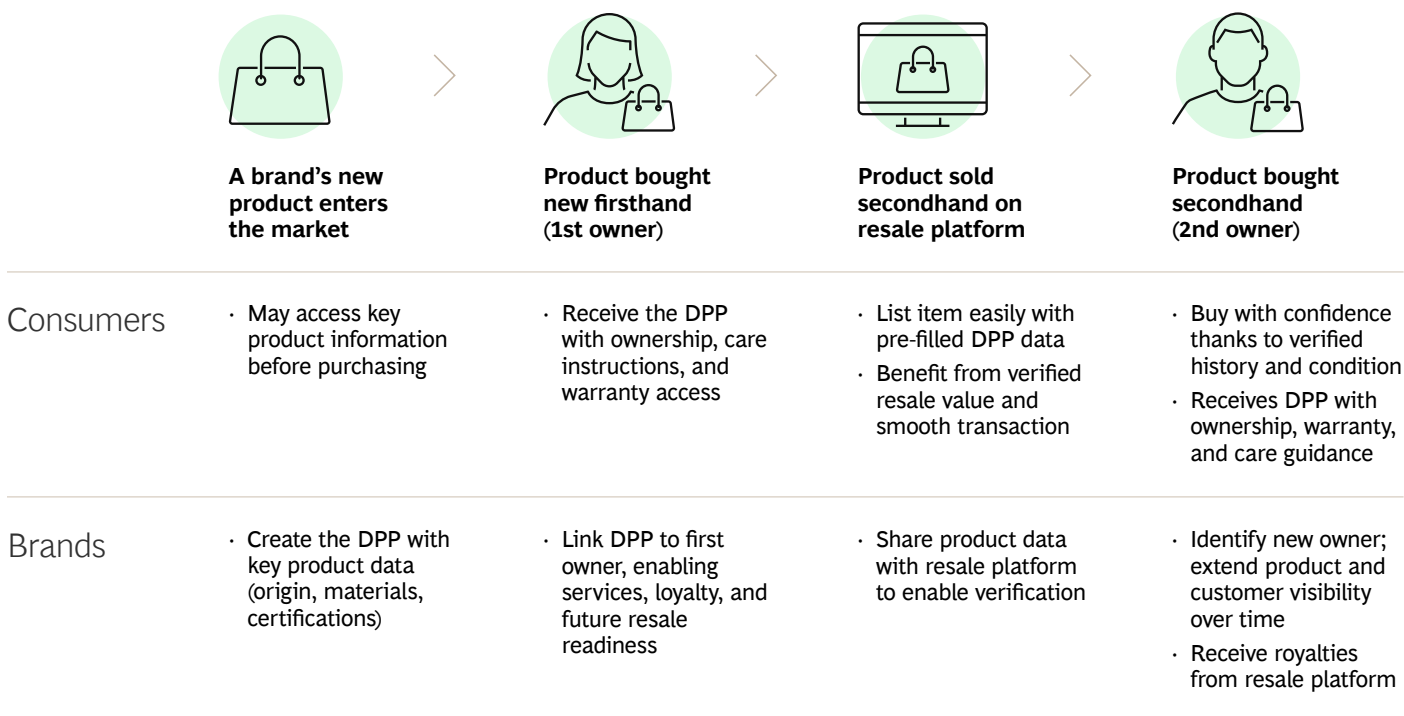 A brand’s new
product enters
the market
Product bought
new firsthand
(1st owner)
Product sold
secondhand on
resale platform
Product bought
secondhand
(2nd owner)
Consumers
· May access key
product information
before purchasing
· Receive the DPP
with ownership, care
instructions, and
warranty access
· List item easily with
pre-filled DPP data
· Benefit from verified
resale value and
smooth transaction
· Buy with confidence
thanks to verified
history and condition
· Receives DPP with
ownership, warranty,
and care guidance
Brands
· Create the DPP with
key product data
(origin, materials,
certifications)
· Link DPP to first
owner, enabling
services, loyalty, and
future resale
readiness
· Share product data
with resale platform
to enable verification
· Identify new owner;
extend product and
customer visibility
over time
· Receive royalties
from resale platform